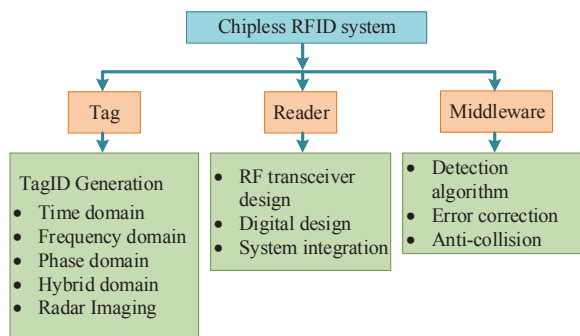 Chipless RFID system
Tag
Reader
Middleware
TagID Generation
• Time domain
• Frequency domain
• Phase domain
• Hybrid domain
• Radar Imaging
• RF transceiver
design
• Digital design
• System integration
• Detection
algorithm
• Error correction
• Anti-collision